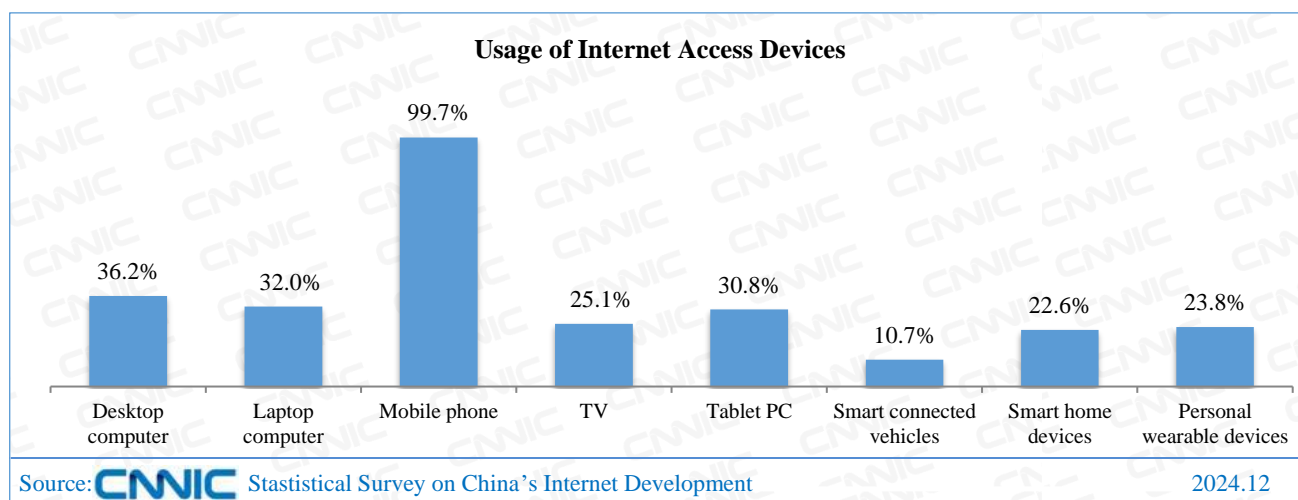 Usage of Internet Access Devices
99.7%
36.2%
32.0%
25.1%
30.8%
10.7%
22.6%
23.8%
Desktop
computer
Laptop
computer
Mobile phone
TV
Tablet PC
Smart connected
vehicles
Smart home
devices
Personal
wearable devices
Source: CNNIC Stastistical Survey on China's Internet Development 2024.12